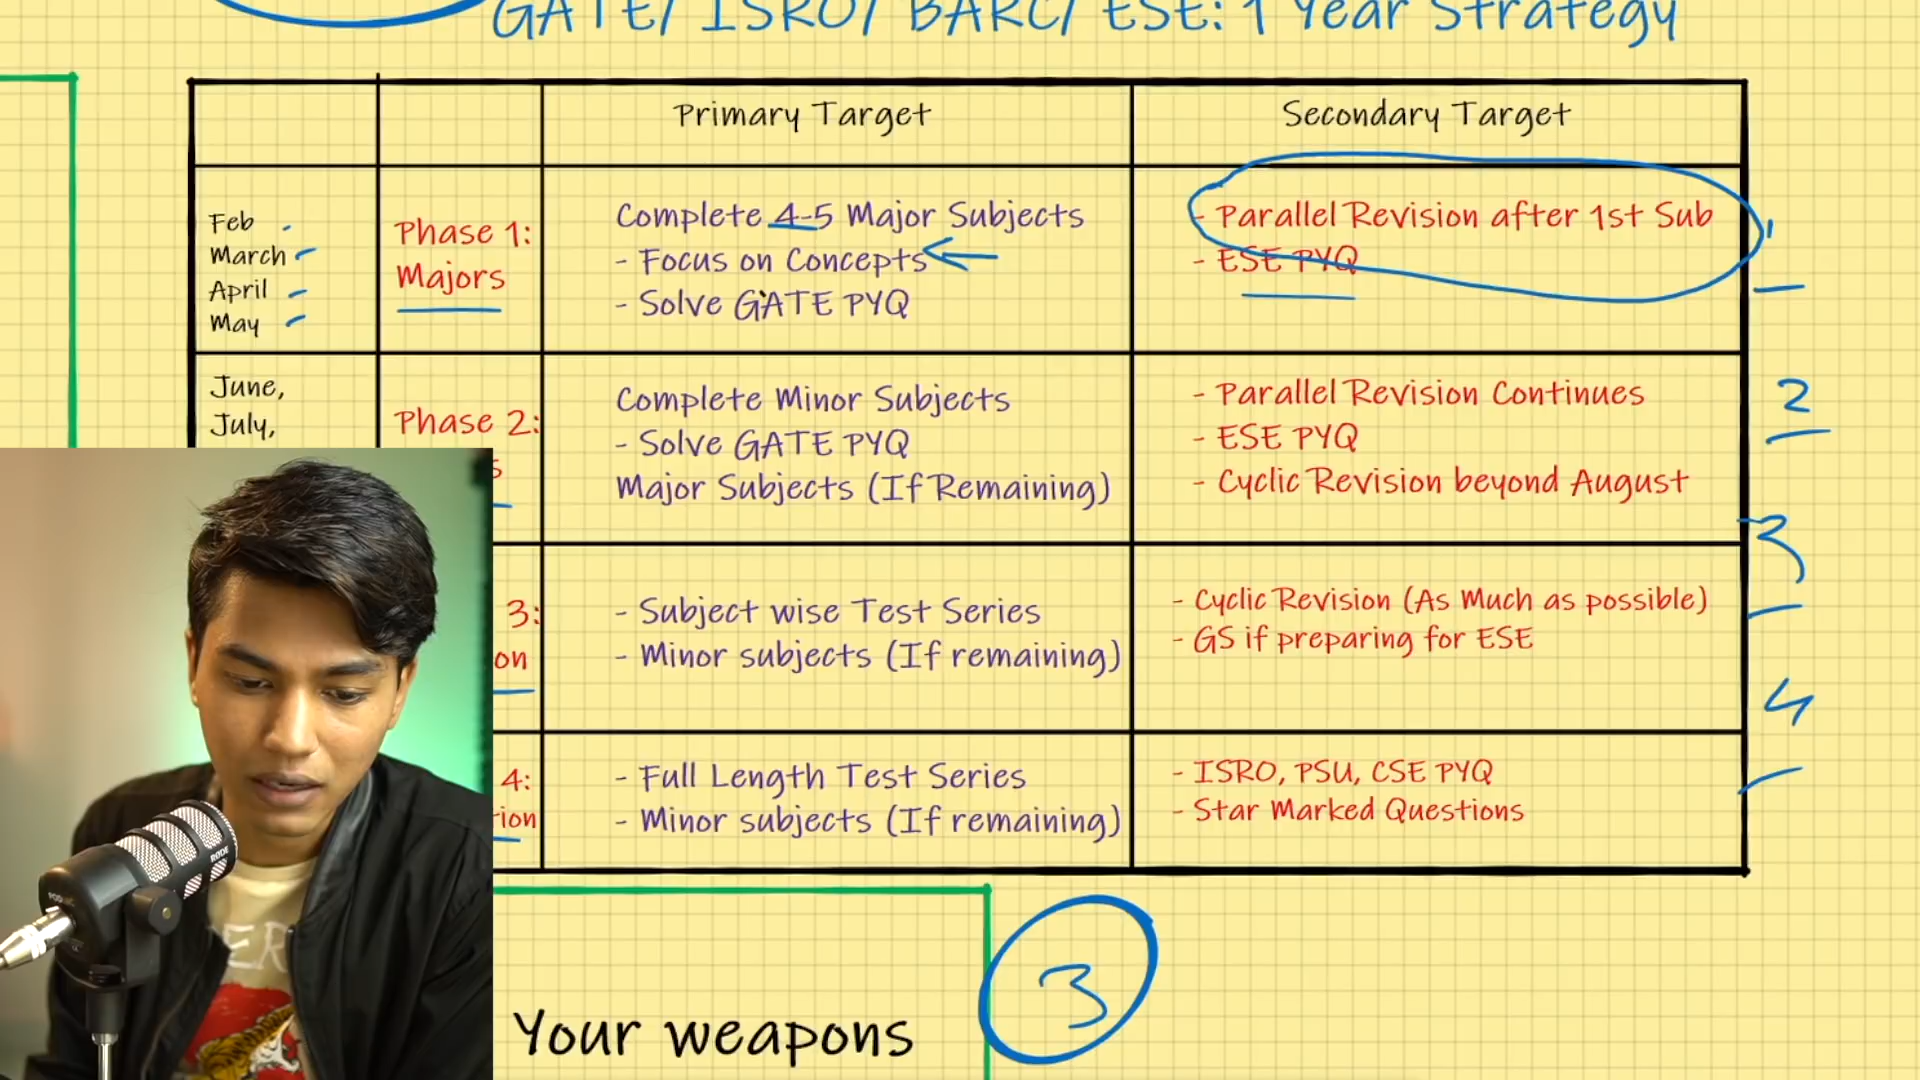 GATE/ ISRO/ BARC/ ESE: 1 Year Strategy
Primary Target
Secondary Target
Feb
March
April
May
Phase 1:
Majors
Complete 4-5 Major Subjects
- Focus on Concepts
- Solve GATE PYQ
- Parallel Revision after 1st Sub
- ESE PYQ
1
June,
July,
Phase 2:
s
Complete Minor Subjects
- Solve GATE PYQ
Major Subjects (If Remaining)
- Parallel Revision Continues
- ESE PYQ
- Cyclic Revision beyond August
2
3:
on
- Subject wise Test Series
- Minor subjects (If remaining)
- Cyclic Revision (As Much as possible)
- GS if preparing for ESE
3
4:
tion
- Full Length Test Series
- Minor subjects (If remaining)
- ISRO, PSU, CSE PYQ
- Star Marked Questions
4
3
Your weapons
RODE